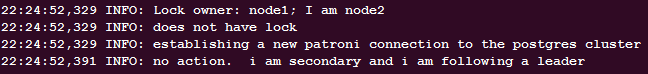 22:24:52,329 INFO: Lock owner: node1; I am node2
22:24:52,329 INFO: does not have lock
22:24:52,329 INFO: establishing a new patroni connection to the postgres cluster
22:24:52,391 INFO: no action.  i am secondary and i am following a leader